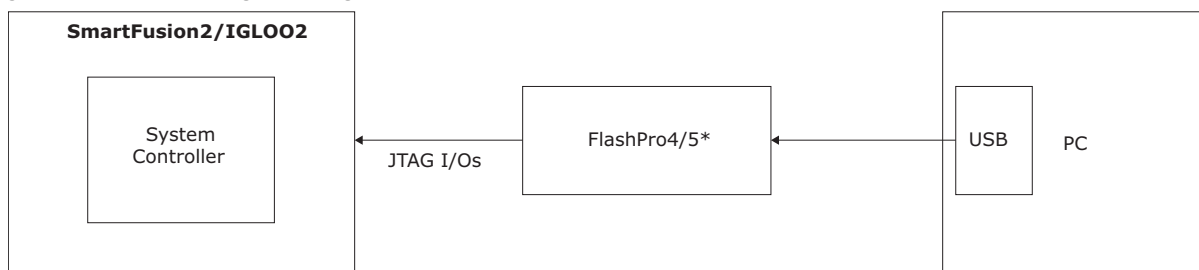 SmartFusion2/IGLOO2
System
Controller
JTAG I/Os
FlashPro4/5*
USB
PC